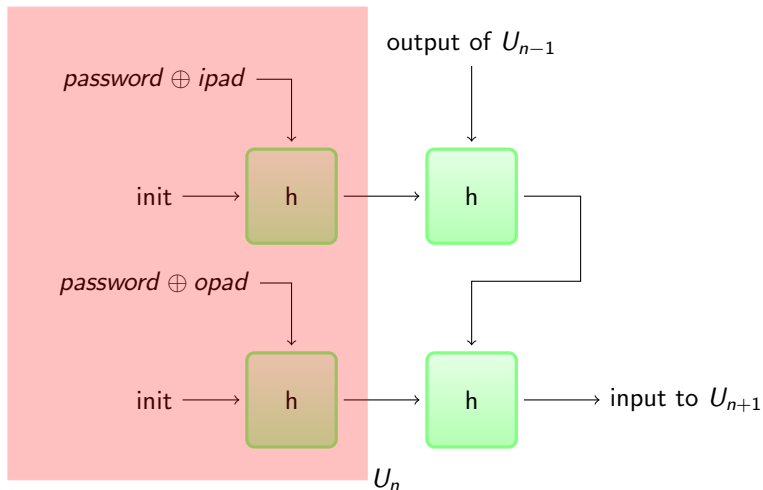 output of U_{n−1}
password ⊕ ipad
init
h
h
password ⊕ opad
init
h
h
input to U_{n+1}
U_n